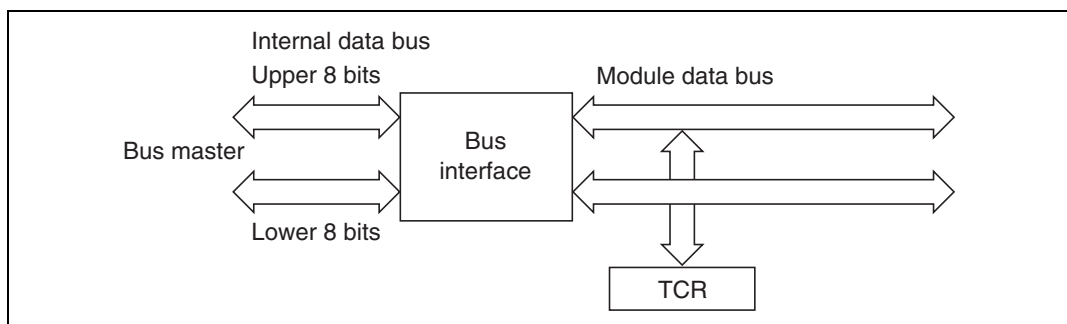 Internal data bus
Upper 8 bits
Module data bus
Bus master
Bus
interface
Lower 8 bits
TCR